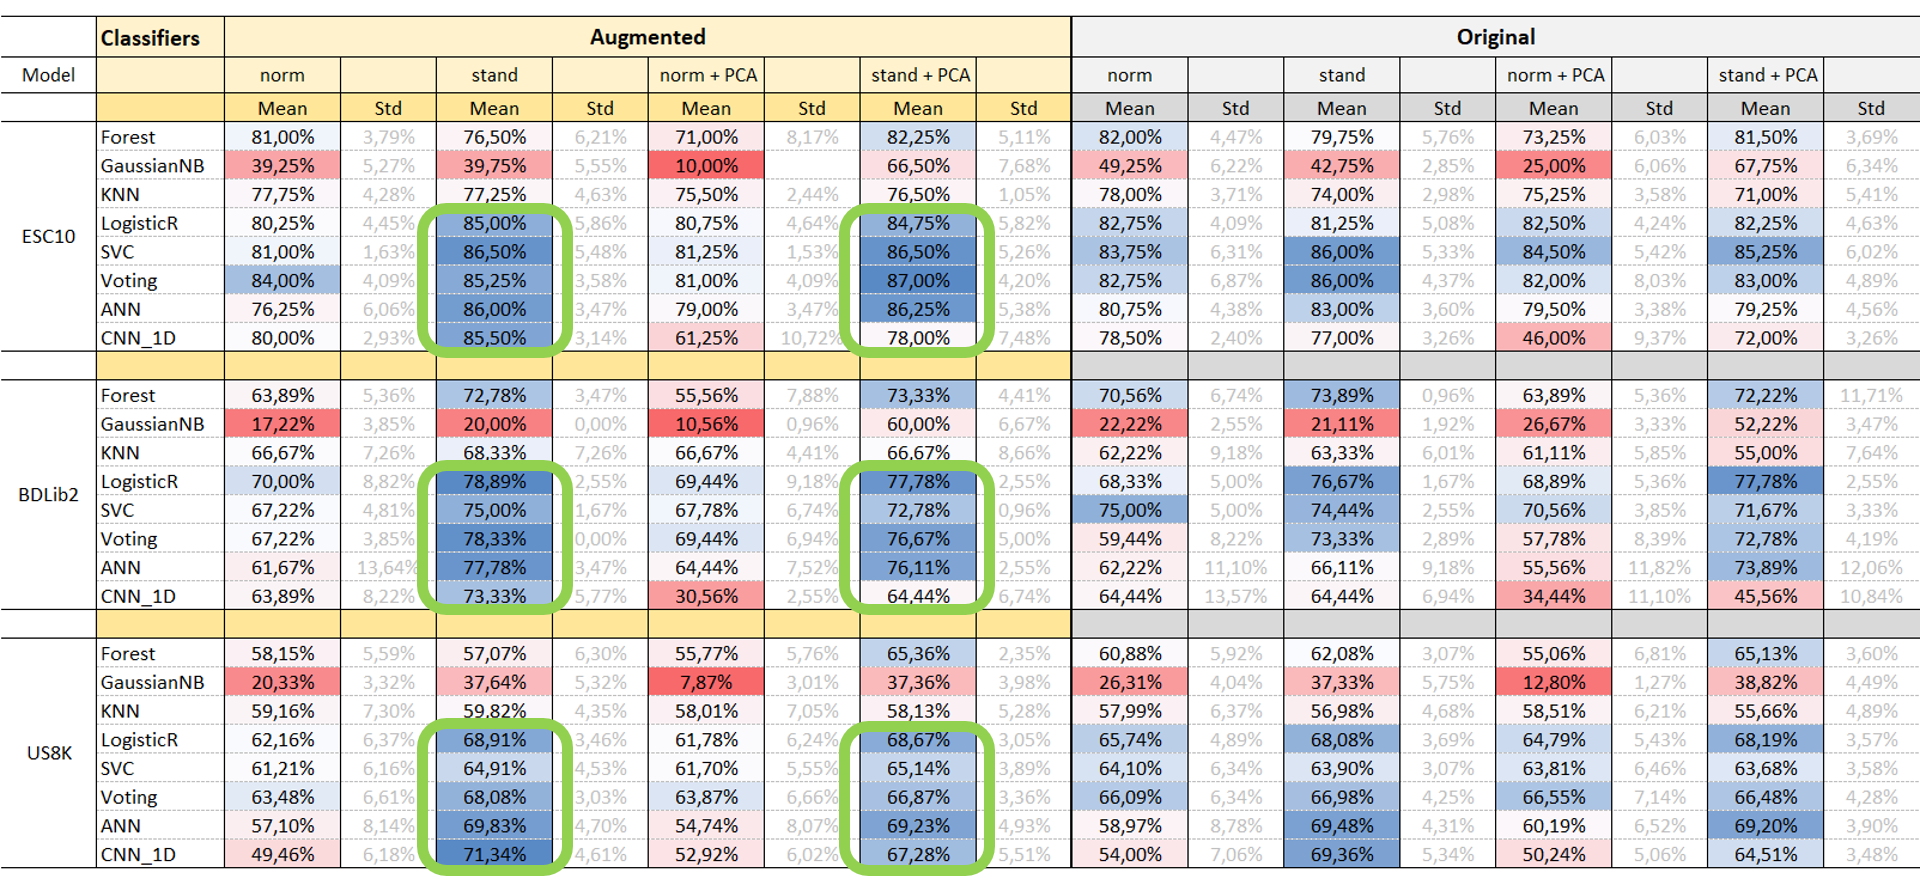 Classifiers Augmented Original
Model norm stand norm + PCA stand + PCA norm stand norm + PCA stand + PCA
Mean Std Mean Std Mean Std Mean Std Mean Std Mean Std Mean Std Mean Std
Forest 81,00% 3,79% 76,50% 6,21% 71,00% 8,17% 82,25% 5,11% 82,00% 4,47% 79,75% 5,76% 73,25% 6,03% 81,50% 3,69%
GaussianNB 39,25% 5,27% 39,75% 5,55% 10,00% 66,50% 7,68% 49,25% 6,22% 42,75% 2,85% 25,00% 6,06% 67,75% 6,34%
KNN 77,75% 4,28% 77,25% 4,63% 75,50% 2,44% 76,50% 1,05% 78,00% 3,71% 74,00% 2,98% 75,25% 3,58% 71,00% 5,41%
LogisticR 80,25% 4,45% 85,00% 5,86% 80,75% 4,64% 84,75% 5,82% 82,75% 4,09% 81,25% 5,08% 82,50% 4,24% 82,25% 4,63%
ESC10
SVC 81,00% 1,63% 86,50% 5,48% 81,25% 1,53% 86,50% 5,26% 83,75% 6,31% 86,00% 5,33% 84,50% 5,42% 85,25% 6,02%
Voting 84,00% 4,09% 85,25% 3,58% 81,00% 4,09% 87,00% 4,20% 82,75% 6,87% 86,00% 4,37% 82,00% 8,03% 83,00% 4,89%
ANN 76,25% 6,06% 86,00% 3,47% 79,00% 3,47% 86,25% 5,38% 80,75% 4,38% 83,00% 3,60% 79,50% 3,38% 79,25% 4,56%
CNN_1D 80,00% 2,93% 85,50% 3,14% 61,25% 10,72% 78,00% 7,48% 78,50% 2,40% 77,00% 3,26% 46,00% 9,37% 72,00% 3,26%
Forest 63,89% 5,36% 72,78% 3,47% 55,56% 7,88% 73,33% 4,41% 70,56% 6,74% 73,89% 0,96% 63,89% 5,36% 72,22% 11,71%
GaussianNB 17,22% 3,85% 20,00% 0,00% 10,56% 0,96% 60,00% 6,67% 22,22% 2,55% 21,11% 1,92% 26,67% 3,33% 52,22% 3,47%
KNN 66,67% 7,26% 68,33% 7,26% 66,67% 4,41% 66,67% 8,66% 62,22% 9,18% 63,33% 6,01% 61,11% 5,85% 55,00% 7,64%
LogisticR 70,00% 8,82% 78,89% 2,55% 69,44% 9,18% 77,78% 2,55% 68,33% 5,00% 76,67% 1,67% 68,89% 5,36% 77,78% 2,55%
BDLib2
SVC 67,22% 4,81% 75,00% 1,67% 67,78% 6,74% 72,78% 0,96% 75,00% 5,00% 74,44% 2,55% 70,56% 3,85% 71,67% 3,33%
Voting 67,22% 3,85% 78,33% 0,00% 69,44% 6,94% 76,67% 5,00% 59,44% 8,22% 73,33% 2,89% 57,78% 8,39% 72,78% 4,19%
ANN 61,67% 13,64% 77,78% 3,47% 64,44% 7,52% 76,11% 2,55% 62,22% 11,10% 66,11% 9,18% 55,56% 11,82% 73,89% 12,06%
CNN_1D 63,89% 8,22% 73,33% 5,77% 30,56% 2,55% 64,44% 6,74% 64,44% 13,57% 64,44% 6,94% 34,44% 11,10% 45,56% 10,84%
Forest 58,15% 5,59% 57,07% 6,30% 55,77% 5,76% 65,36% 2,35% 60,88% 5,92% 62,08% 3,07% 55,06% 6,81% 65,13% 3,60%
GaussianNB 20,33% 3,32% 37,64% 5,32% 7,87% 3,01% 37,36% 3,98% 26,31% 4,04% 37,33% 5,75% 12,80% 1,27% 38,82% 4,49%
KNN 59,16% 7,30% 59,82% 4,35% 58,01% 7,05% 58,13% 5,28% 57,99% 6,37% 56,98% 4,68% 58,51% 6,21% 55,66% 4,89%
LogisticR 62,16% 6,37% 68,91% 3,46% 61,78% 6,24% 68,67% 3,05% 65,74% 4,89% 68,08% 3,69% 64,79% 5,43% 68,19% 3,57%
US8K
SVC 61,21% 6,16% 64,91% 4,53% 61,70% 5,55% 65,14% 3,89% 64,10% 6,34% 63,90% 3,07% 63,81% 6,46% 63,68% 3,58%
Voting 63,48% 6,61% 68,08% 3,03% 63,87% 6,66% 66,87% 3,36% 66,09% 6,34% 66,98% 4,25% 66,55% 7,14% 66,48% 4,28%
ANN 57,10% 8,14% 69,83% 4,70% 54,74% 8,07% 69,23% 4,93% 58,97% 8,78% 69,48% 4,31% 60,19% 6,52% 69,20% 3,90%
CNN_1D 49,46% 6,18% 71,34% 4,61% 52,92% 6,02% 67,28% 5,51% 54,00% 7,06% 69,36% 5,34% 50,24% 5,06% 64,51% 3,48%